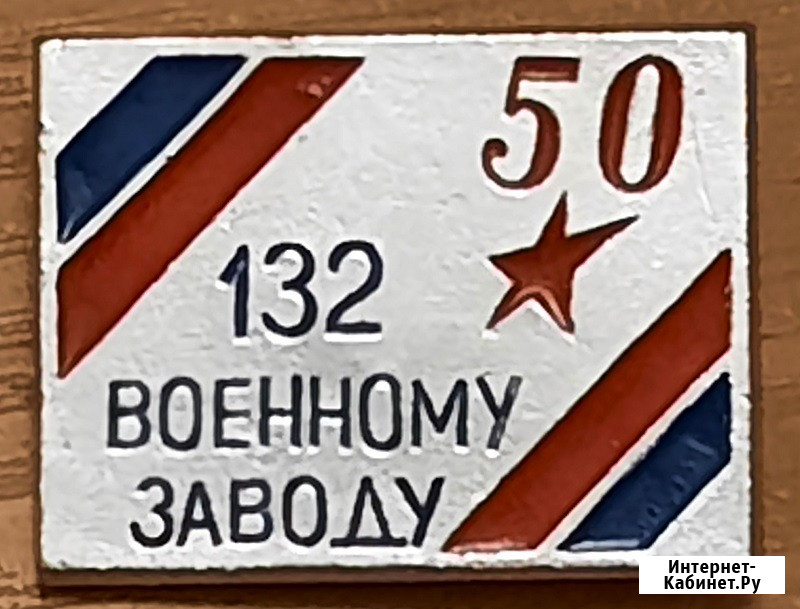 50
132
ВОЕННОМУ
ЗАВОДУ
Интернет-
Кабинет.Ру